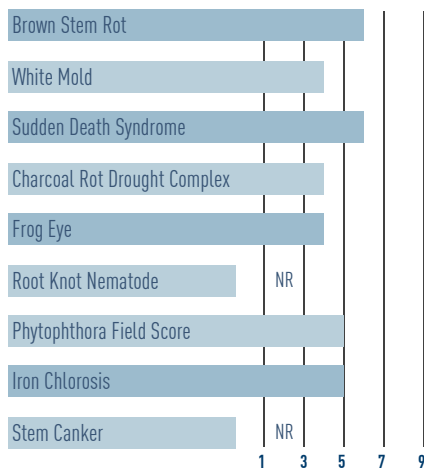 Brown Stem Rot
White Mold
Sudden Death Syndrome
Charcoal Rot Drought Complex
Frog Eye
Root Knot Nematode NR
Phytophthora Field Score
Iron Chlorosis
Stem Canker NR
1 3 5 7 9